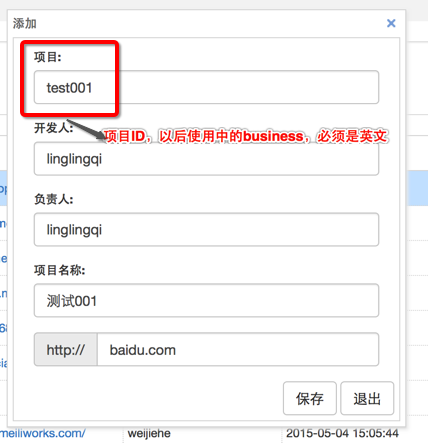 添加
×
项目:
test001
项目ID，以后使用中的business，必须是英文
开发人:
linglingqi
负责人:
linglingqi
项目名称:
测试001
http:// baidu.com
保存 退出
meiliworks.com/ weijiehe 2015-05-04 15:05:44